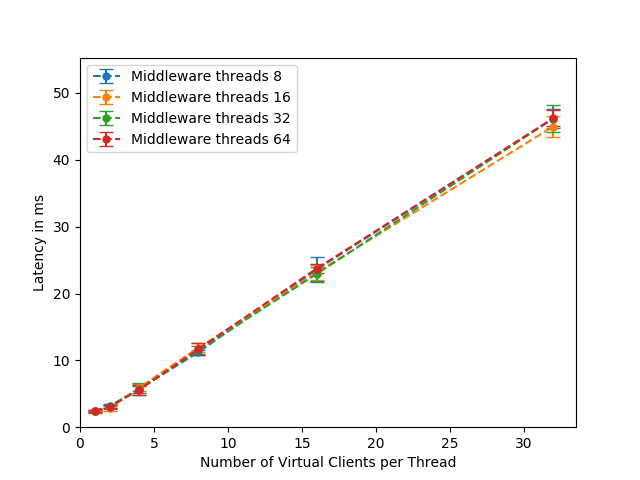 Middleware threads 8
Middleware threads 16
Middleware threads 32
Middleware threads 64
Latency in ms
50
40
30
20
10
0
0 5 10 15 20 25 30
Number of Virtual Clients per Thread